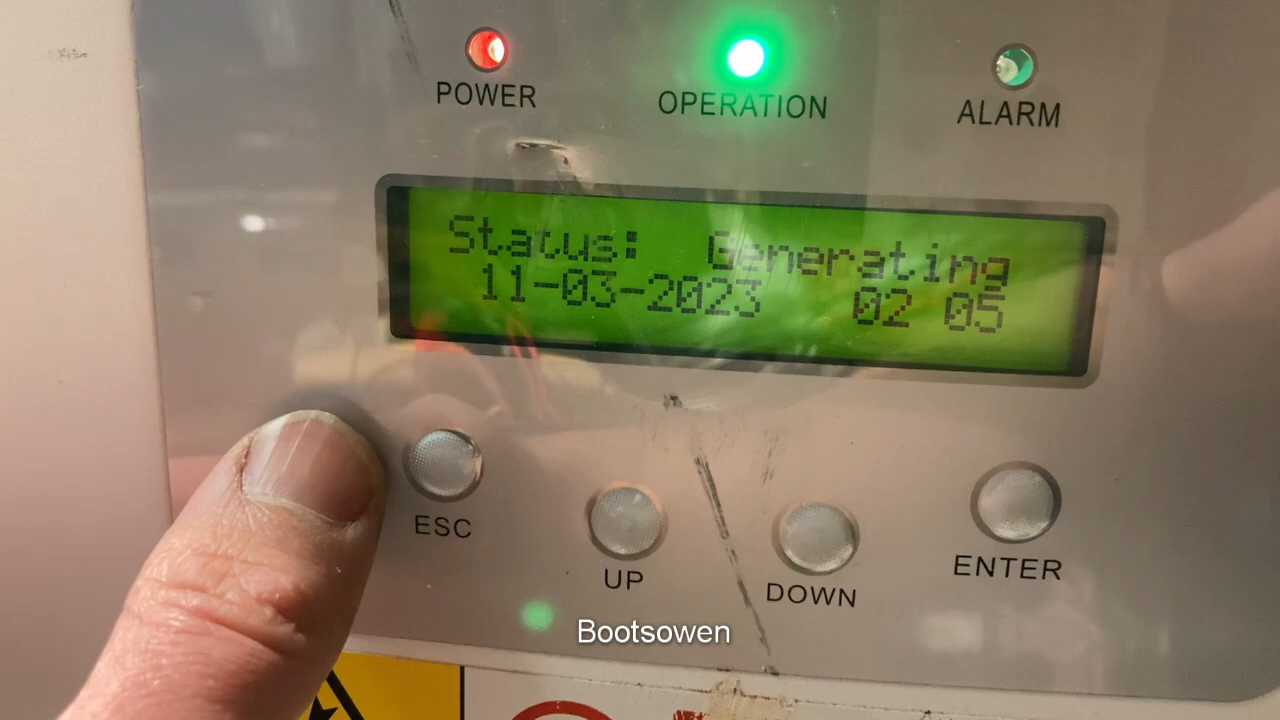 POWER OPERATION ALARM
Status: Generating
11-03-2023 02 05
ESC UP DOWN ENTER
Bootsowen